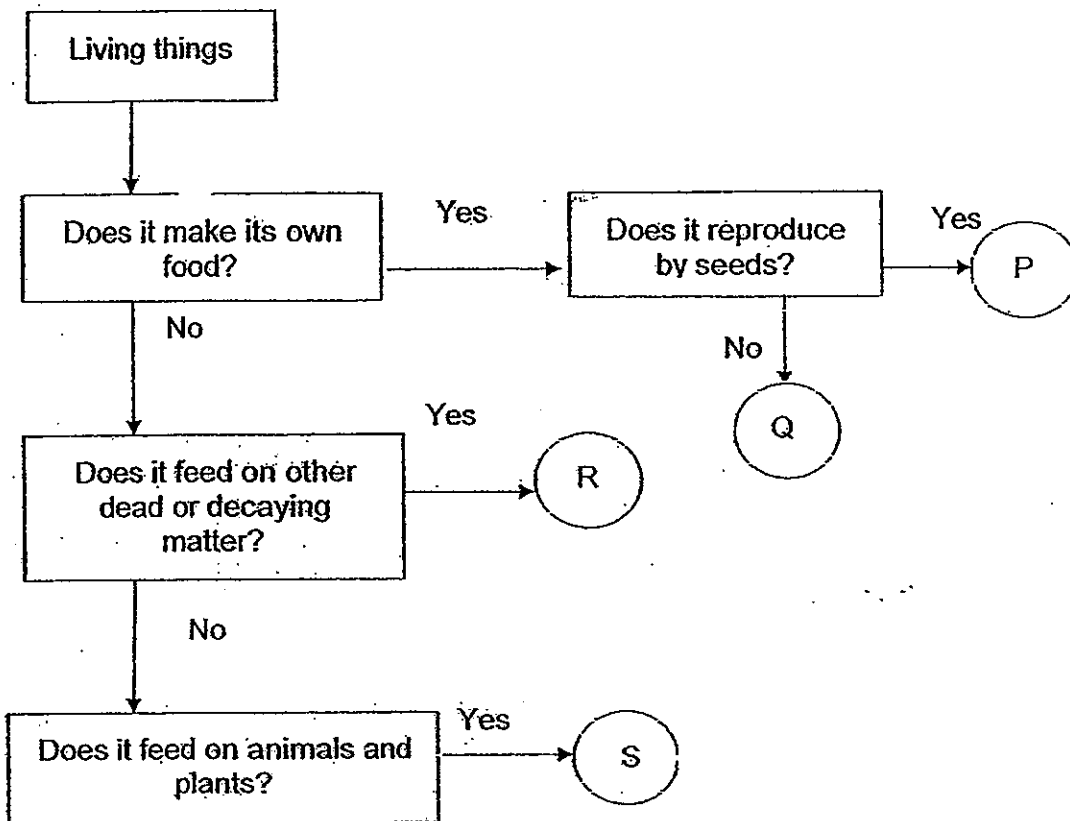 Living things
Does it make its own
food?
Yes
Does it reproduce
by seeds?
Yes
P
No
No
Q
Yes
Does it feed on other
dead or decaying
matter?
R
No
Does it feed on animals and
plants?
Yes
S